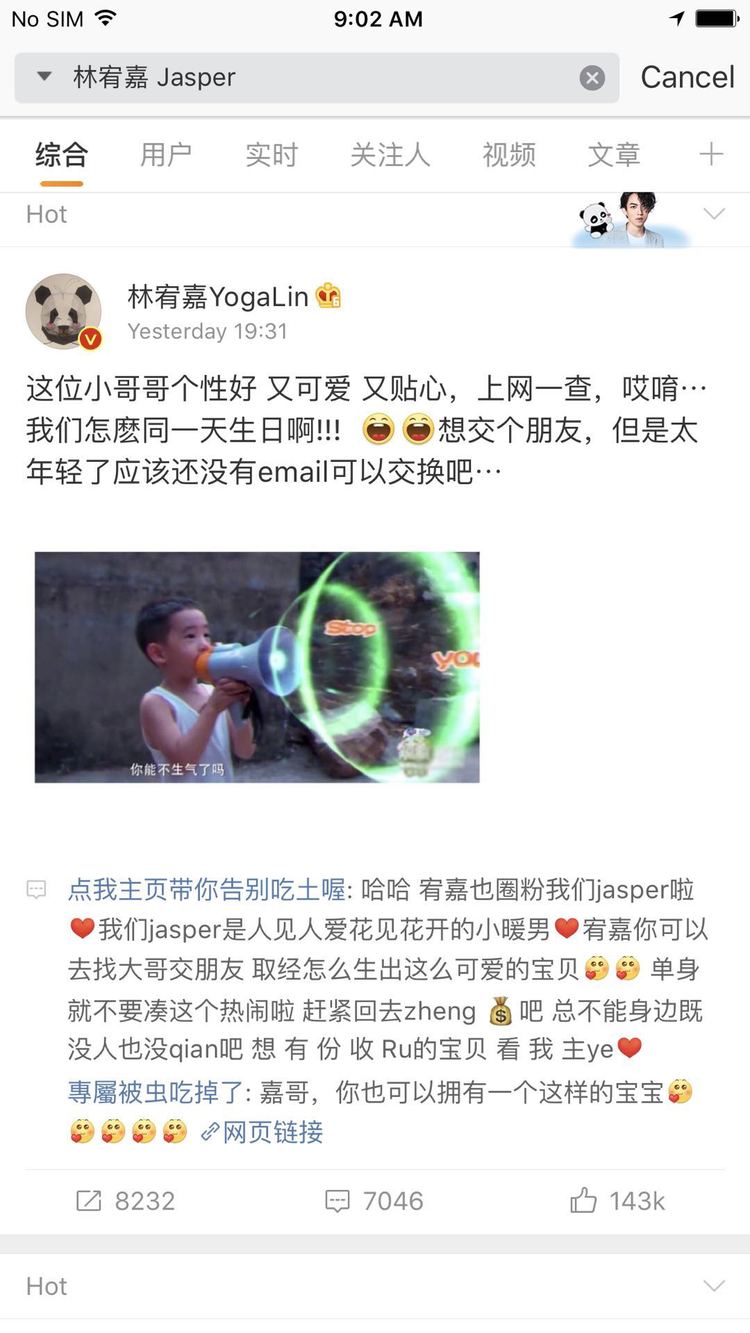 No SIM
9:02 AM
林宥嘉 Jasper
Cancel
综合
用户
实时
关注人
视频
文章
Hot
林宥嘉YogaLin
6
V
Yesterday 19:31
这位小哥哥个性好 又可爱 又贴心，上网一查，哎唷…
我们怎麽同一天生日啊!!! 😄😄想交个朋友，但是太
年轻了应该还没有email可以交换吧…
Stop
YOU
你能不生气了吗
点我主页带你告别吃土喔: 哈哈 宥嘉也圈粉我们jasper啦
❤️我们jasper是人见人爱花见花开的小暖男❤️宥嘉你可以
去找大哥交朋友 取经怎么生出这么可爱的宝贝🥰🥰 单身
就不要凑这个热闹啦 赶紧回去zheng 💰吧 总不能身边既
没人也没qian吧 想 有 份 收 Ru的宝贝 看 我 主ye❤️
專屬被虫吃掉了: 嘉哥，你也可以拥有一个这样的宝宝🥰
🥰🥰🥰🥰 🔗网页链接
8232
7046
143k
Hot